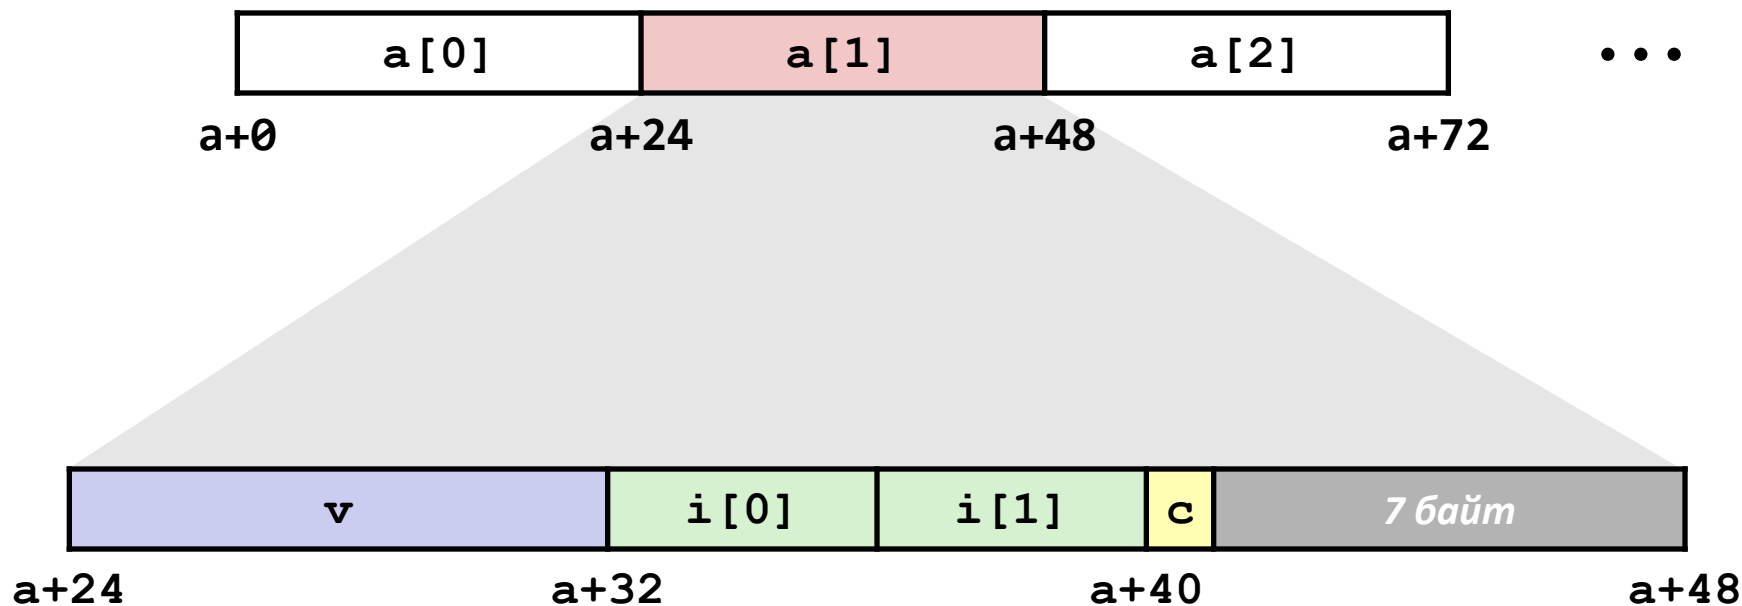 a[0] a[1] a[2] ...
a+0 a+24 a+48 a+72
v i[0] i[1] c 7 байт
a+24 a+32 a+40 a+48